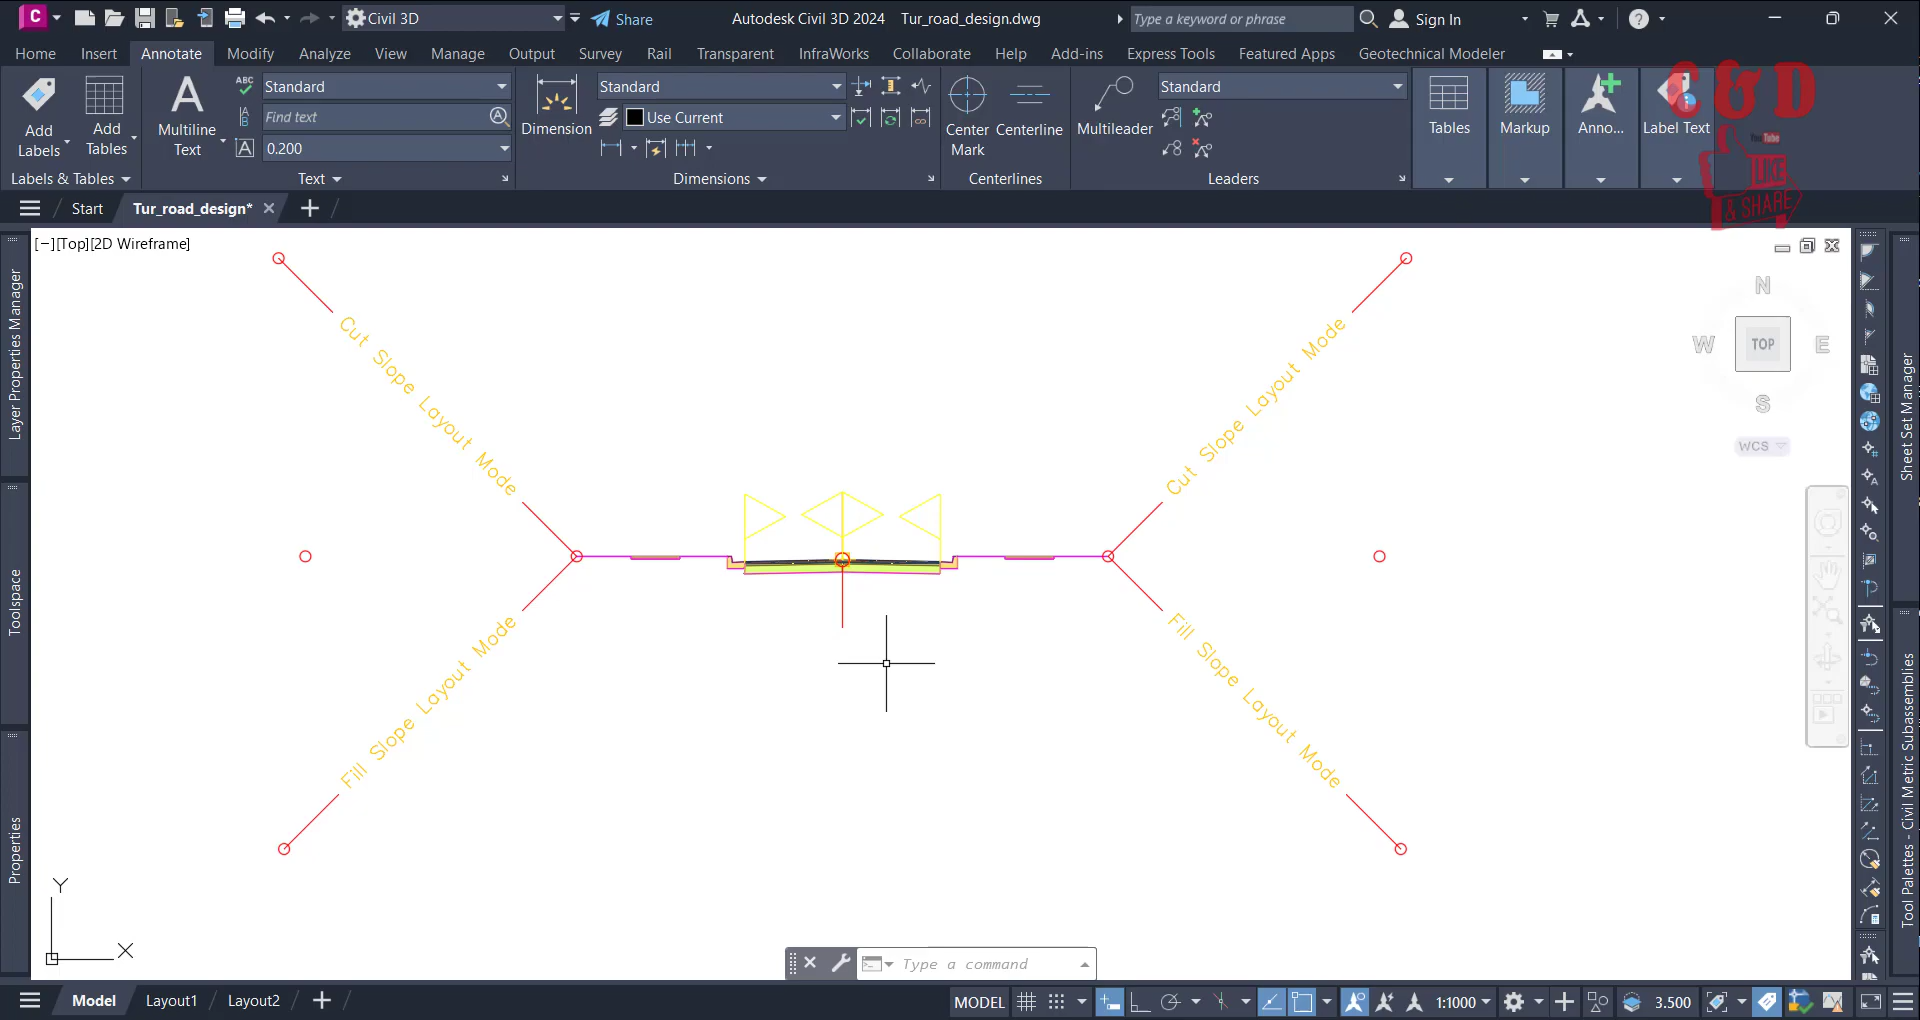 C Civil 3D Share Autodesk Civil 3D 2024 Tur_road_design.dwg Type a keyword or phrase Sign In
Home Insert Annotate Modify Analyze View Manage Output Survey Rail Transparent InfraWorks Collaborate Help Add-ins Express Tools Featured Apps Geotechnical Modeler
C & D
ABC Standard Standard Standard
Find text Use Current
Add Labels
Add Tables
Multiline Text
0.200
Dimension
Center Mark
Centerline
Multileader
Tables
Markup
Anno...
Label Text
You Tube
LIKE
& SHARE
Labels & Tables Text Dimensions Centerlines Leaders
Start Tur_road_design* × +
[−][Top][2D Wireframe]
Layer Properties Manager
Toolspace
Properties
Cut Slope Layout Mode
Cut Slope Layout Mode
Fill Slope Layout Mode
Fill Slope Layout Mode
N
W TOP E
S
WCS
Sheet Set Manager
Tool Palettes - Civil Metric Subassemblies
Y
X
Type a command
Model Layout1 Layout2 + MODEL 1:1000 3.500